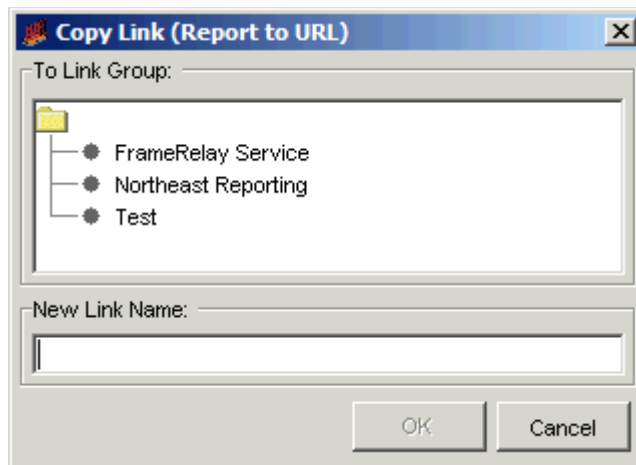 Copy Link (Report to URL)
To Link Group:
FrameRelay Service
Northeast Reporting
Test
New Link Name:
OK
Cancel